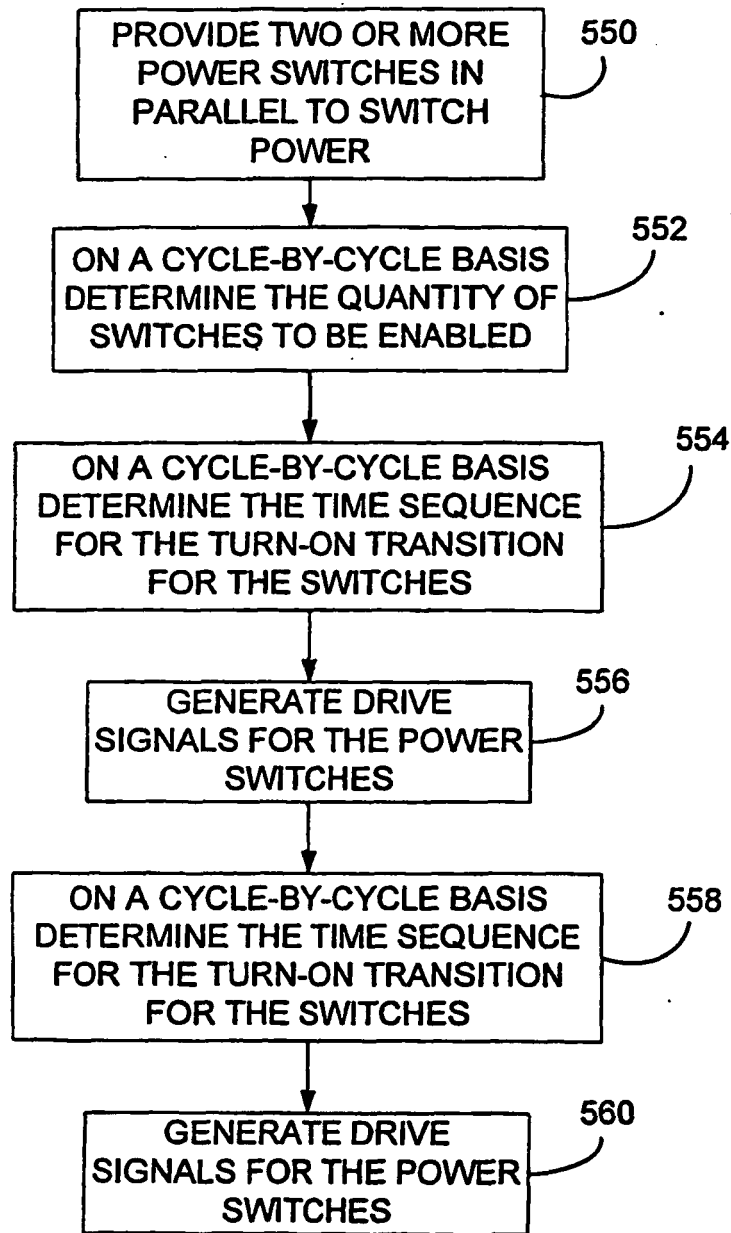 PROVIDE TWO OR MORE
POWER SWITCHES IN
PARALLEL TO SWITCH
POWER
550
ON A CYCLE-BY-CYCLE BASIS
DETERMINE THE QUANTITY OF
SWITCHES TO BE ENABLED
552
ON A CYCLE-BY-CYCLE BASIS
DETERMINE THE TIME SEQUENCE
FOR THE TURN-ON TRANSITION
FOR THE SWITCHES
554
GENERATE DRIVE
SIGNALS FOR THE POWER
SWITCHES
556
ON A CYCLE-BY-CYCLE BASIS
DETERMINE THE TIME SEQUENCE
FOR THE TURN-ON TRANSITION
FOR THE SWITCHES
558
GENERATE DRIVE
SIGNALS FOR THE POWER
SWITCHES
560